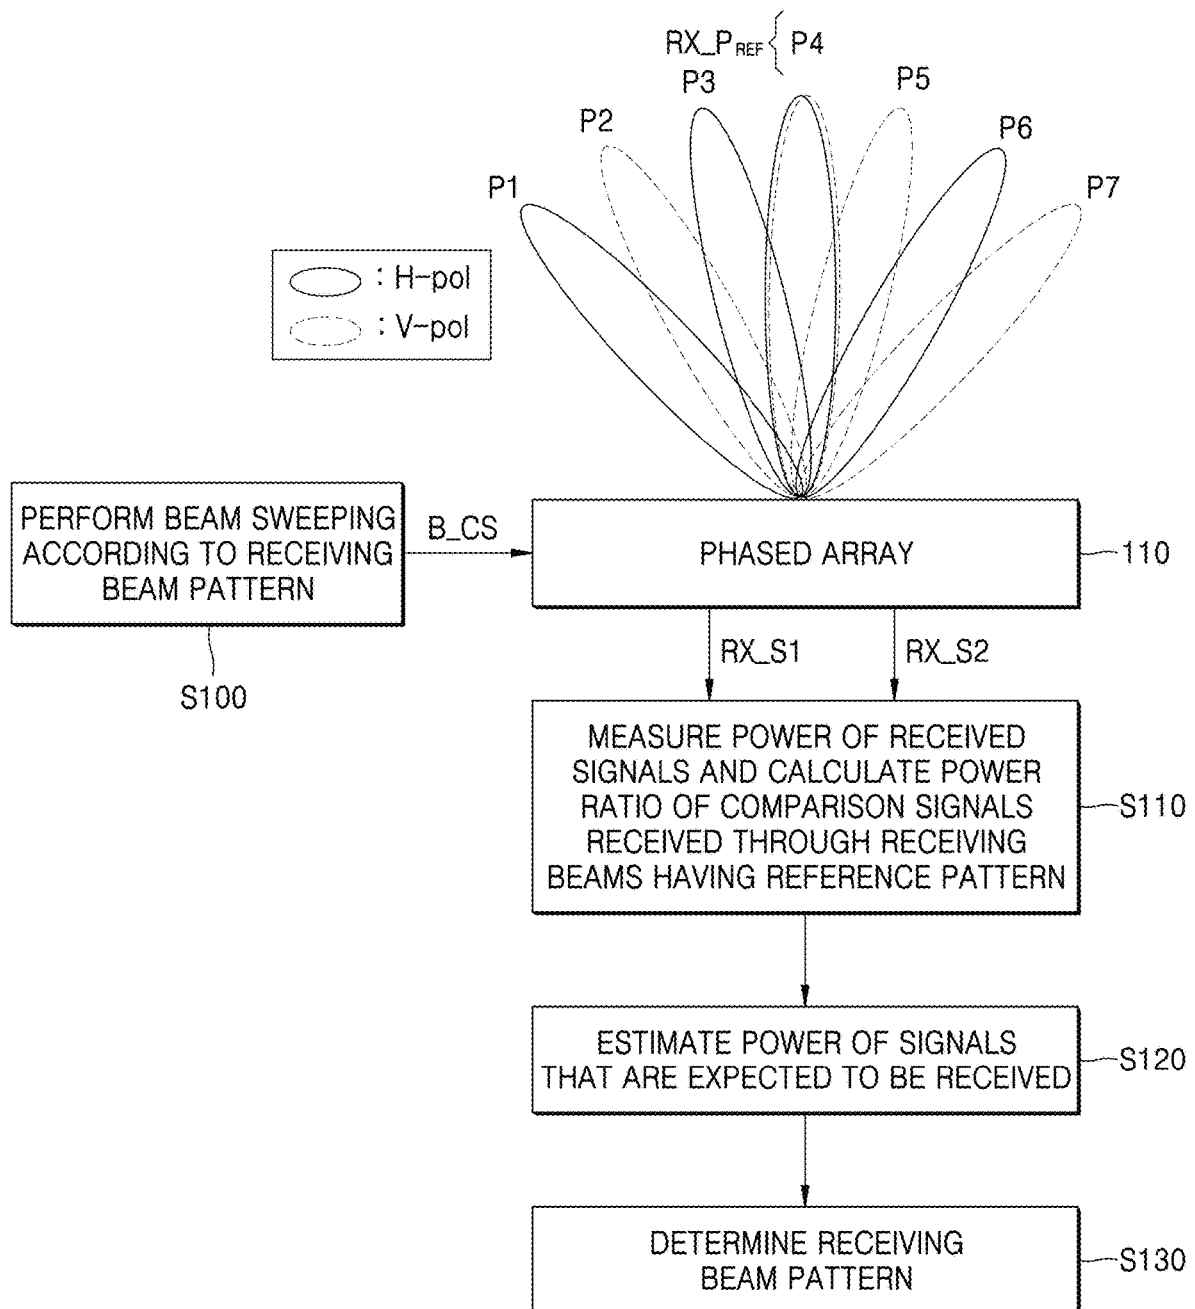 RX_PREF { P4
P3
P5
P2
P6
P1
P7
: H-pol
: V-pol
PERFORM BEAM SWEEPING
ACCORDING TO RECEIVING
BEAM PATTERN
S100
B_CS
PHASED ARRAY
110
RX_S1
RX_S2
MEASURE POWER OF RECEIVED
SIGNALS AND CALCULATE POWER
RATIO OF COMPARISON SIGNALS
RECEIVED THROUGH RECEIVING
BEAMS HAVING REFERENCE PATTERN
S110
ESTIMATE POWER OF SIGNALS
THAT ARE EXPECTED TO BE RECEIVED
S120
DETERMINE RECEIVING
BEAM PATTERN
S130